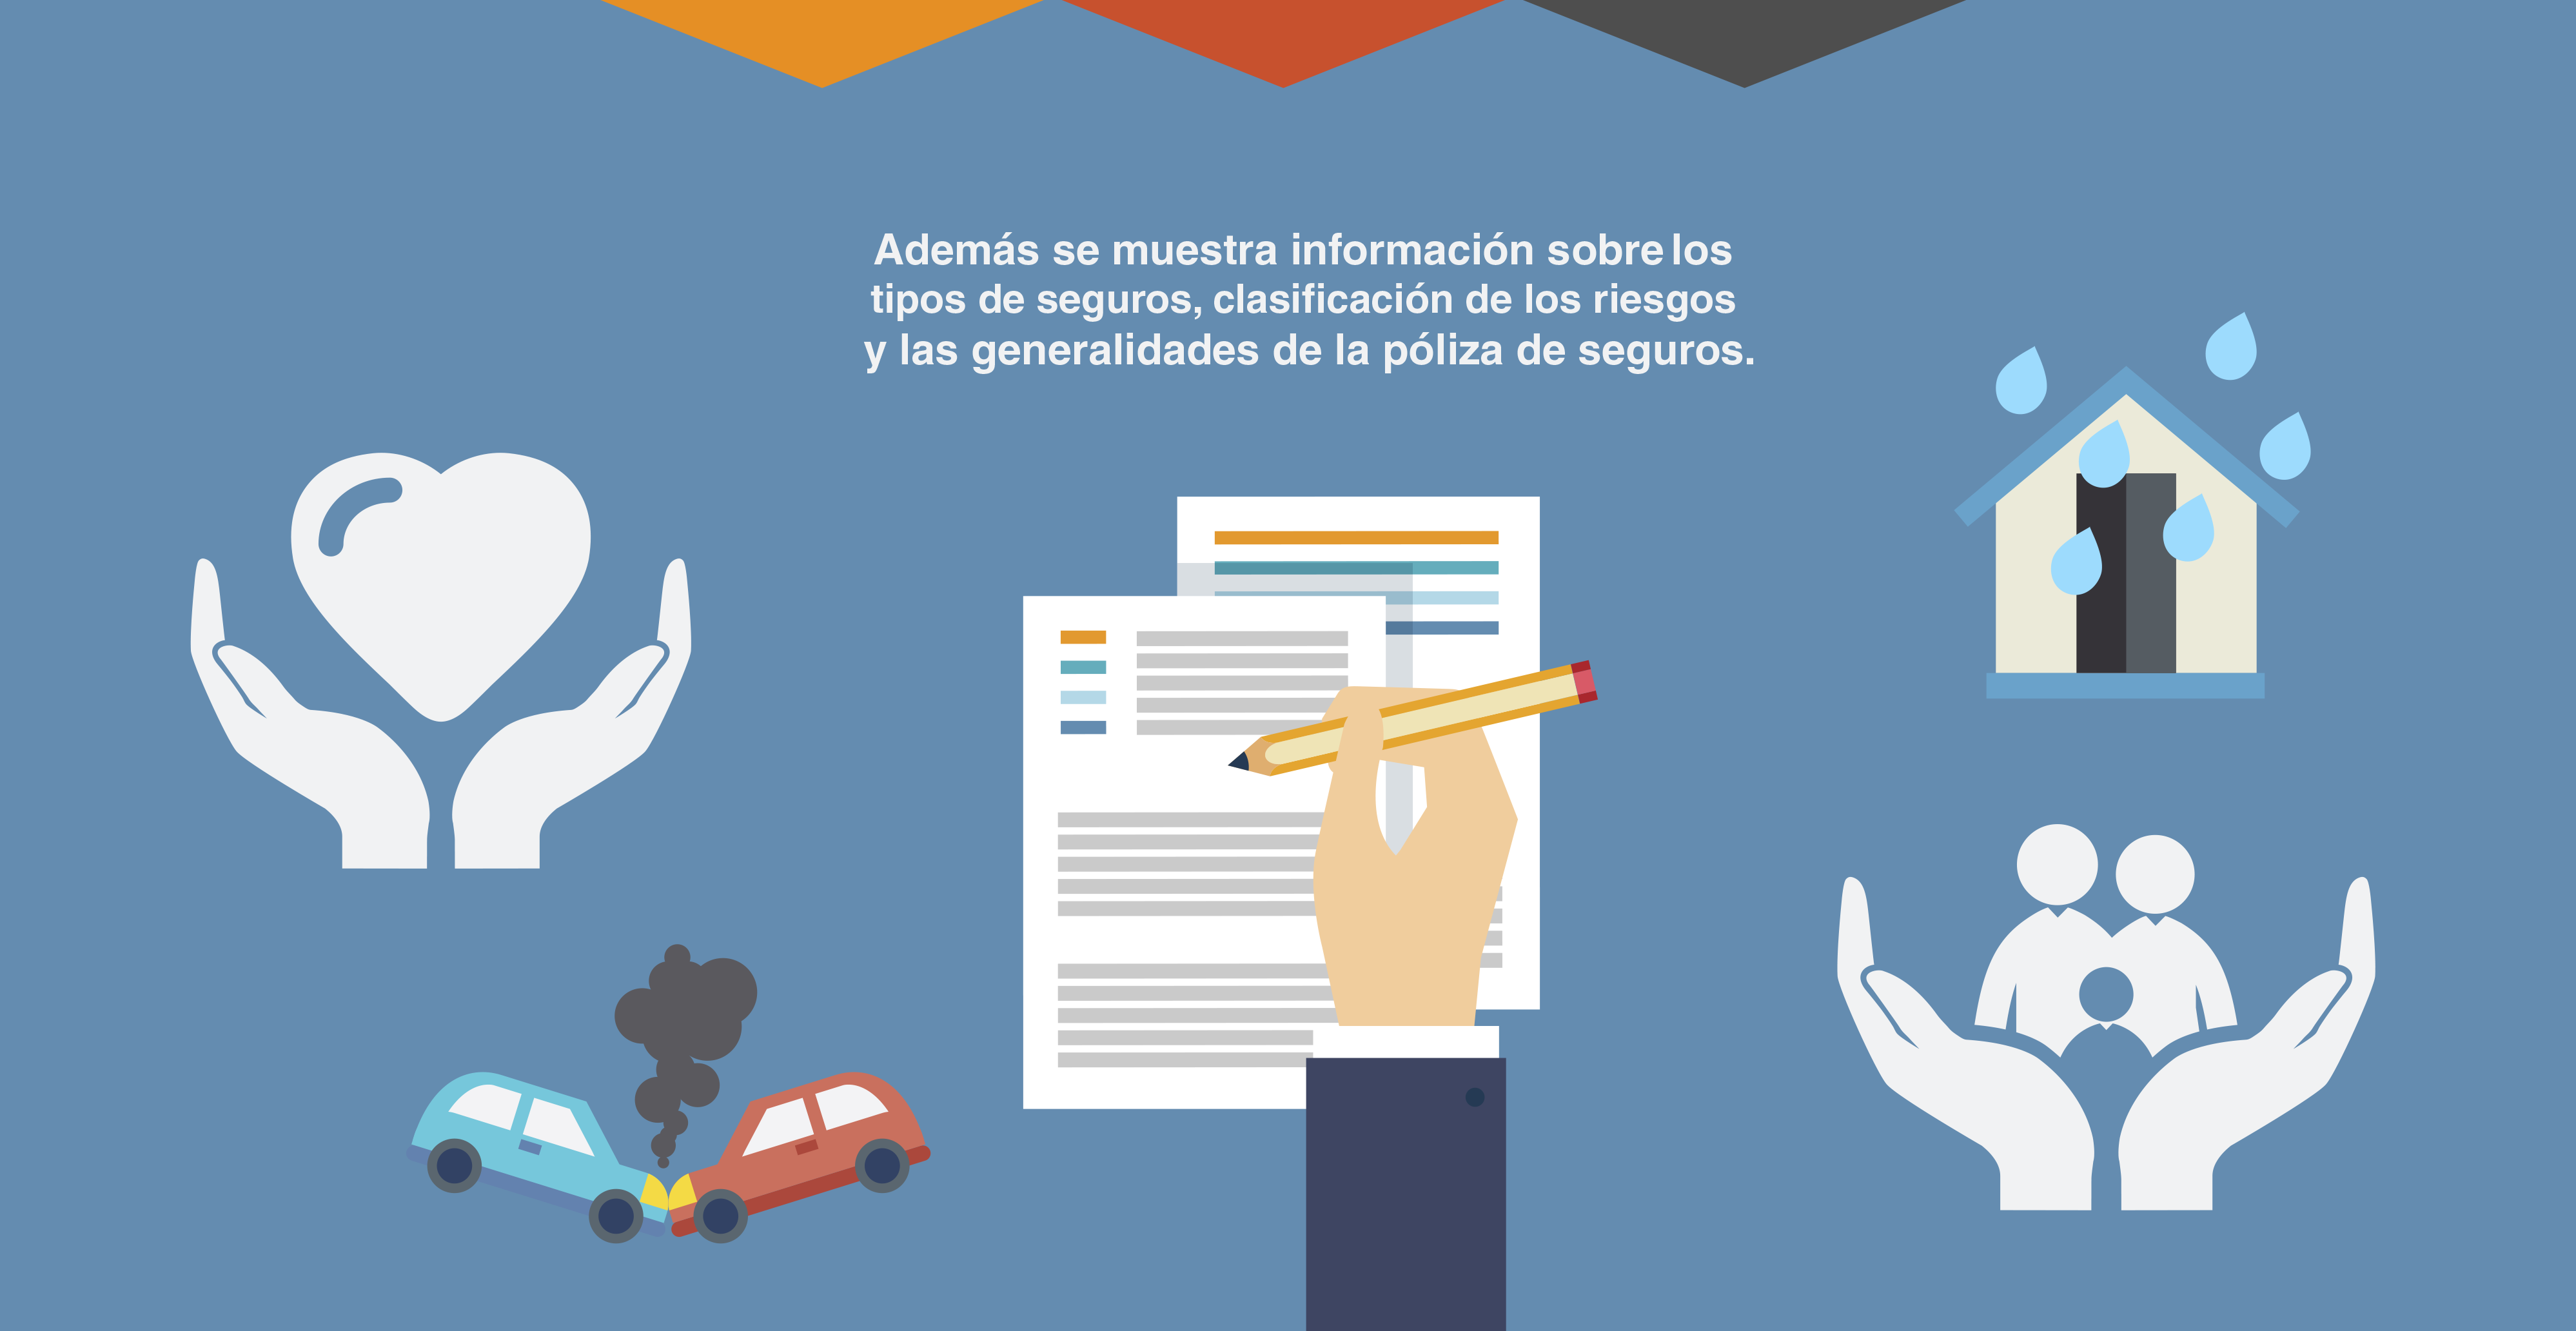 Además se muestra información sobre los
tipos de seguros, clasificación de los riesgos
y las generalidades de la póliza de seguros.